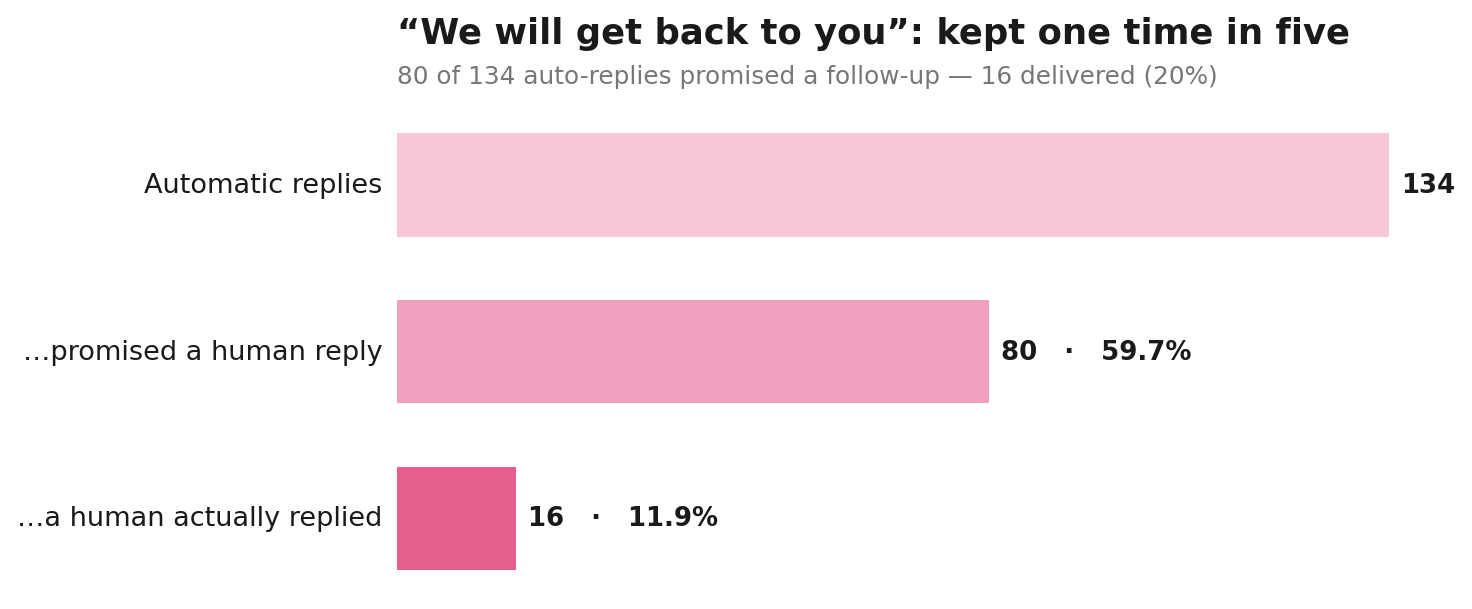 “We will get back to you”: kept one time in five
80 of 134 auto-replies promised a follow-up — 16 delivered (20%)
Automatic replies 134
…promised a human reply 80 · 59.7%
…a human actually replied 16 · 11.9%